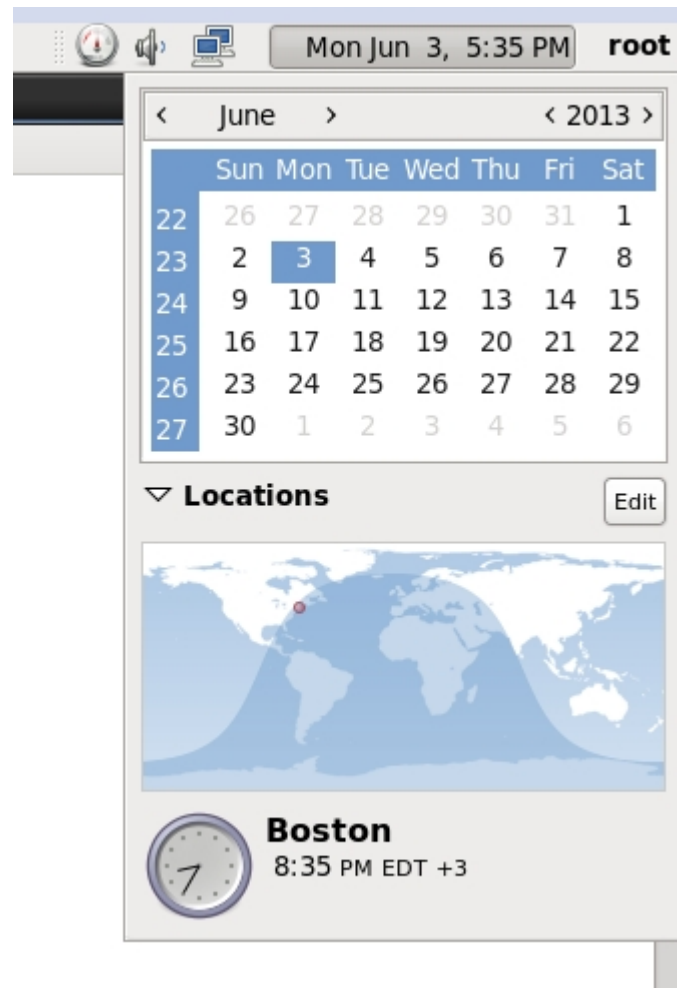 Mon Jun 3, 5:35 PM root
‹ June › ‹ 2013 ›
Sun Mon Tue Wed Thu Fri Sat
22 26 27 28 29 30 31 1
23 2 3 4 5 6 7 8
24 9 10 11 12 13 14 15
25 16 17 18 19 20 21 22
26 23 24 25 26 27 28 29
27 30 1 2 3 4 5 6
Locations Edit
Boston
8:35 PM EDT +3